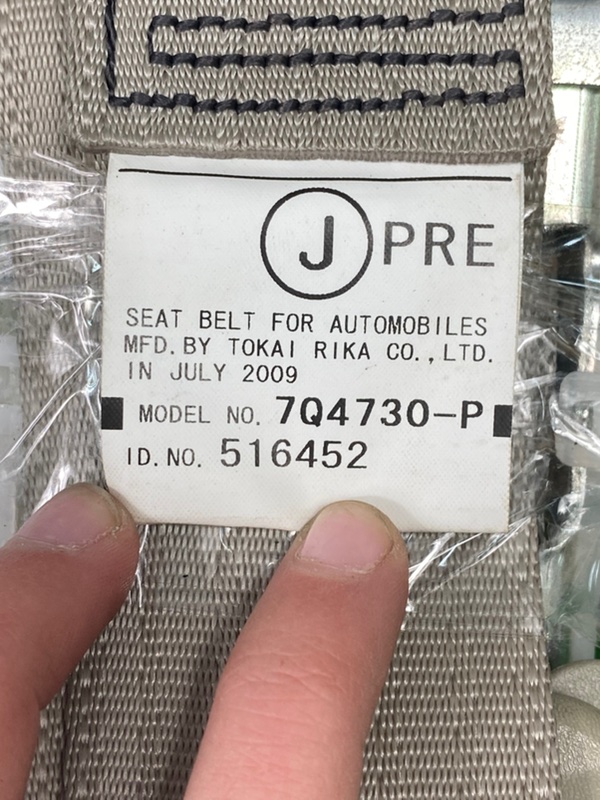 J PRE
SEAT BELT FOR AUTOMOBILES
MFD. BY TOKAI RIKA CO., LTD.
IN JULY 2009
MODEL NO. 7Q4730-P
ID. NO. 516452